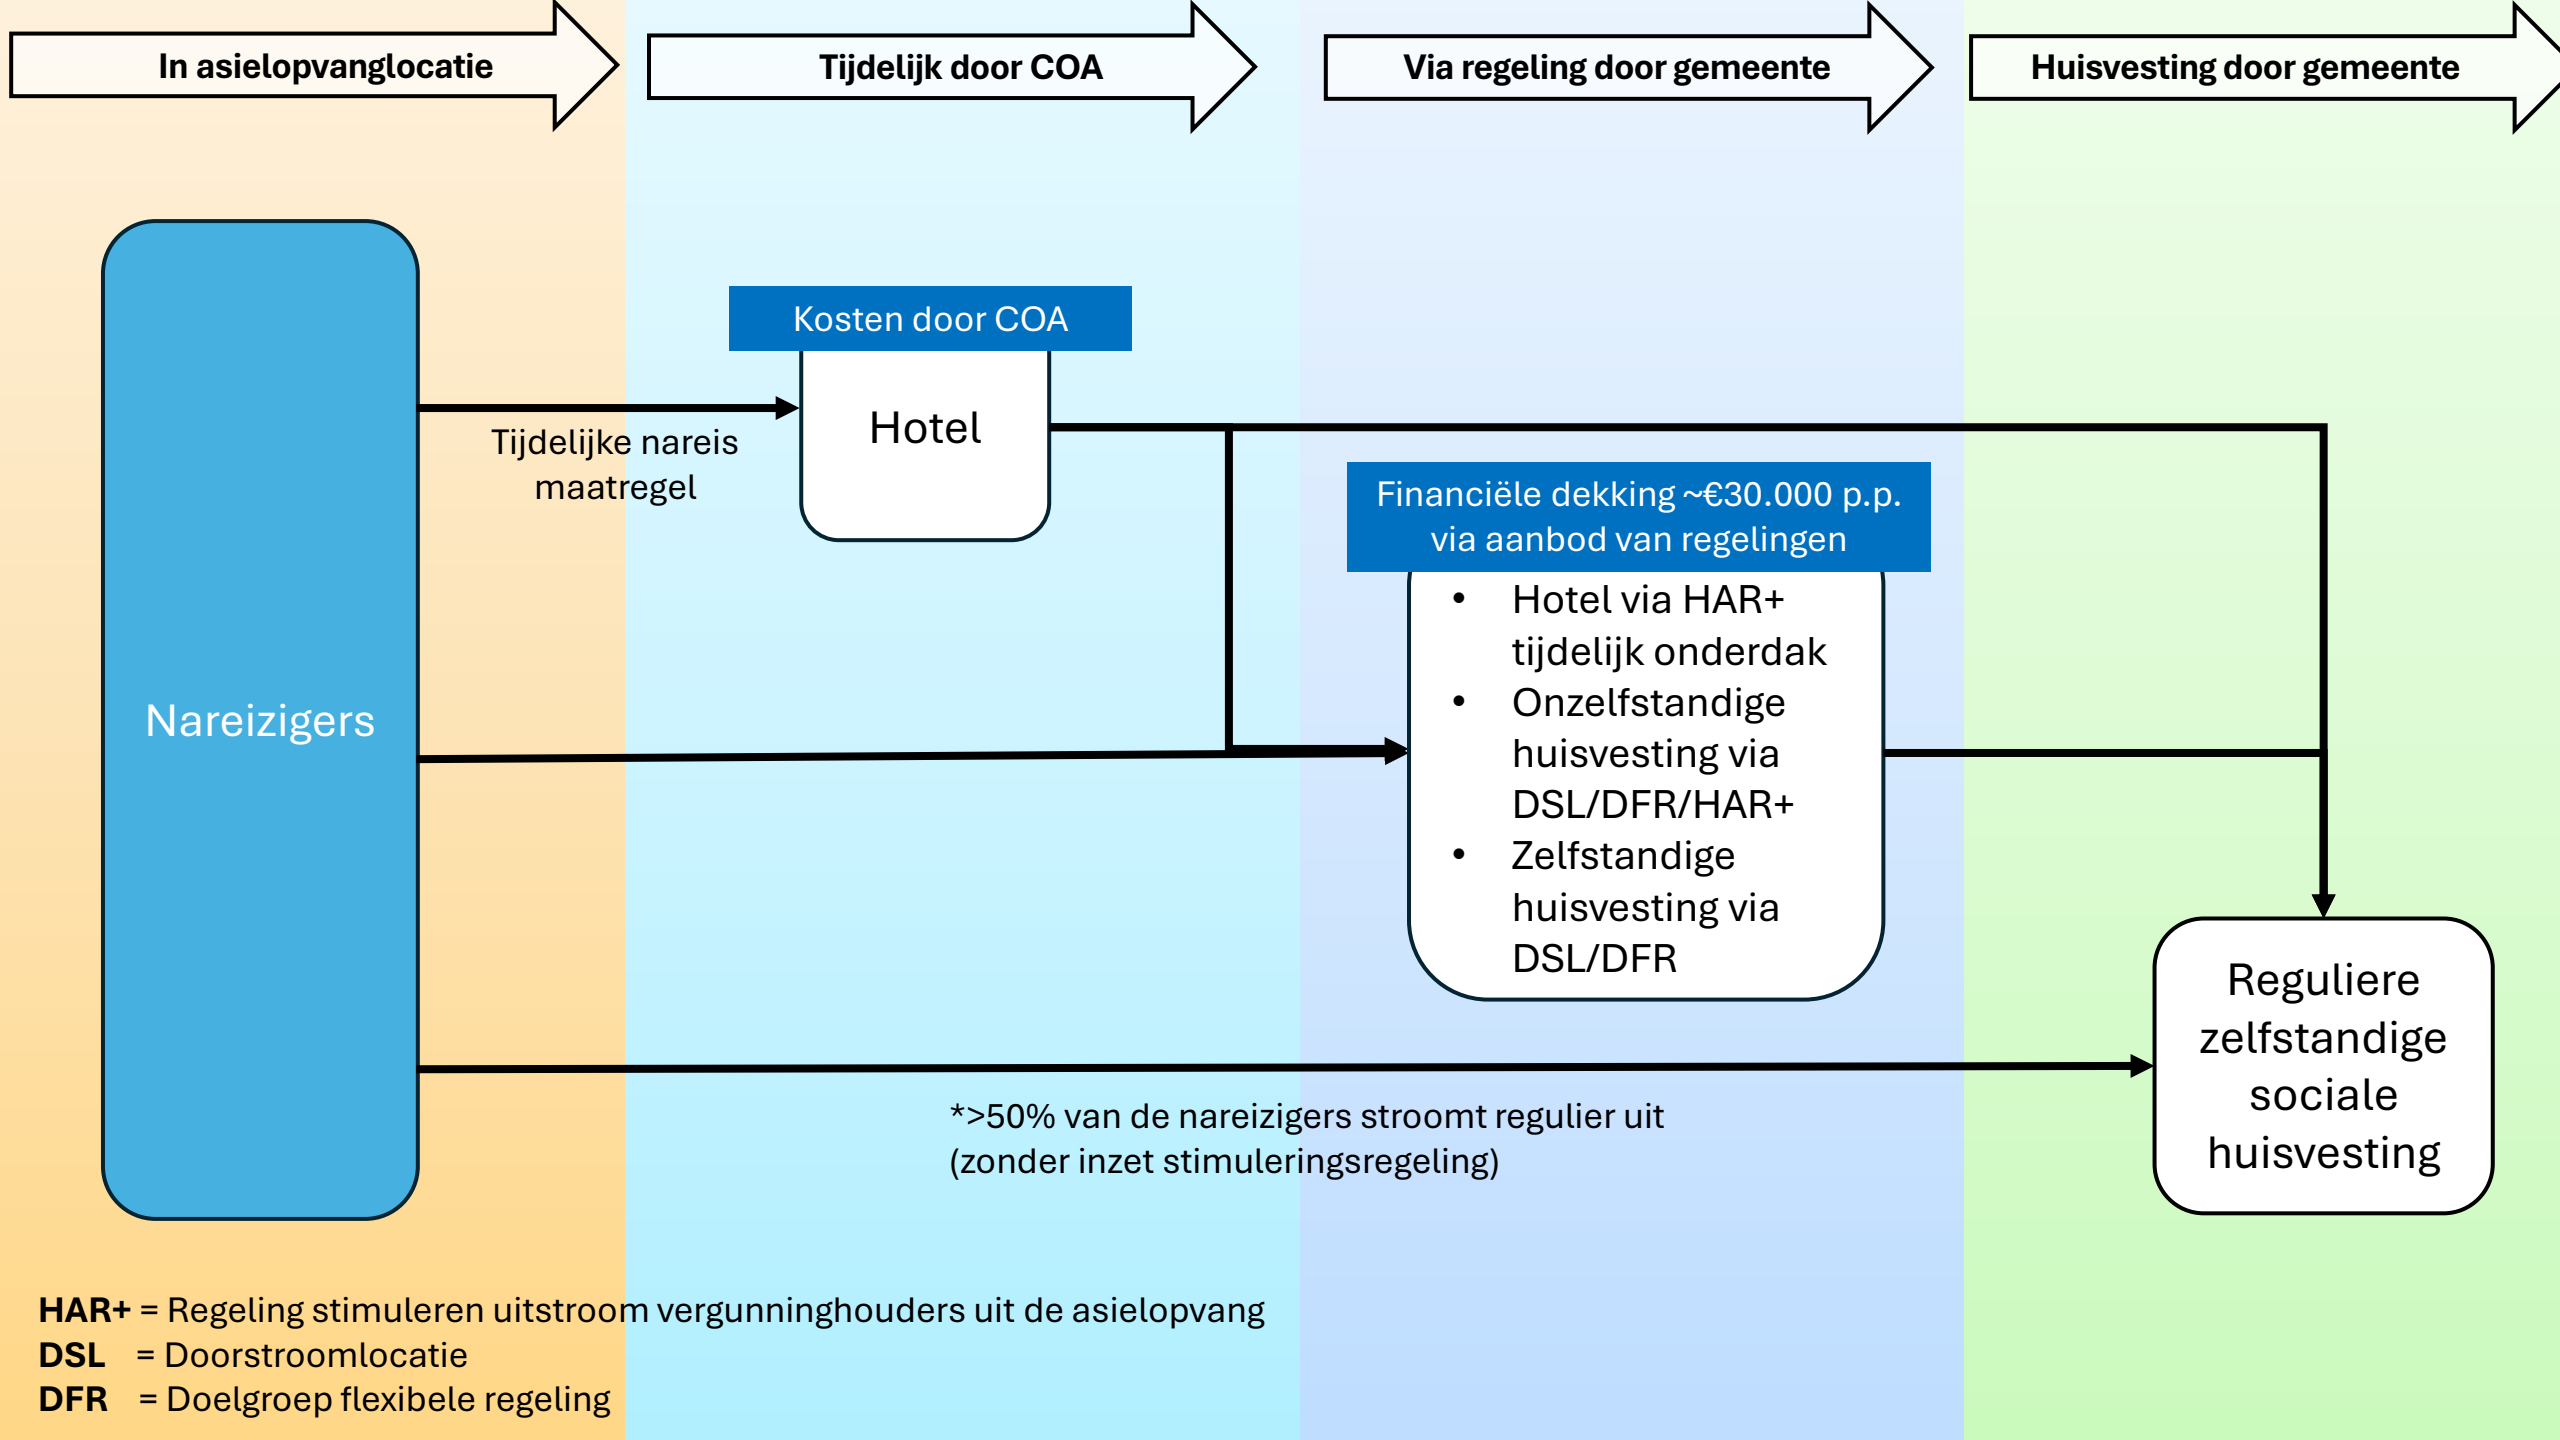 In asielopvanglocatie
Tijdelijk door COA
Via regeling door gemeente
Huisvesting door gemeente
Kosten door COA
Hotel
Tijdelijke nareis
maatregel
Nareizigers
Financiële dekking ~€30.000 p.p.
via aanbod van regelingen
• Hotel via HAR+
tijdelijk onderdak
• Onzelfstandige
huisvesting via
DSL/DFR/HAR+
• Zelfstandige
huisvesting via
DSL/DFR
Reguliere
zelfstandige
sociale
huisvesting
*>50% van de nareizigers stroomt regulier uit
(zonder inzet stimuleringsregeling)
HAR+ = Regeling stimuleren uitstroom vergunninghouders uit de asielopvang
DSL = Doorstroomlocatie
DFR = Doelgroep flexibele regeling